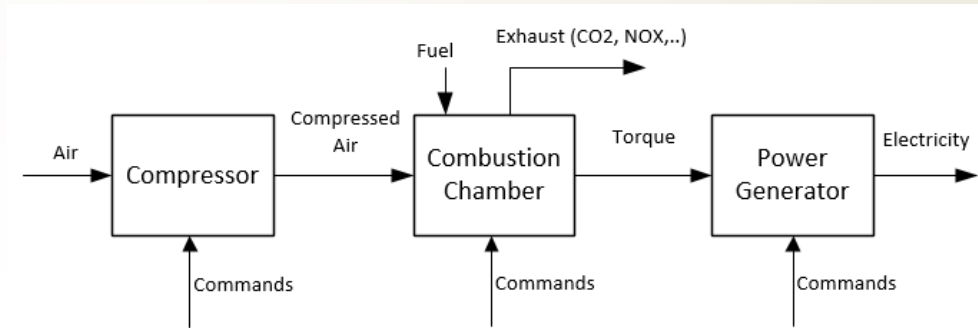 Exhaust (CO2, NOX,..)
Fuel
Compressed
Air
Air
Torque
Electricity
Compressor
Combustion
Chamber
Power
Generator
Commands
Commands
Commands